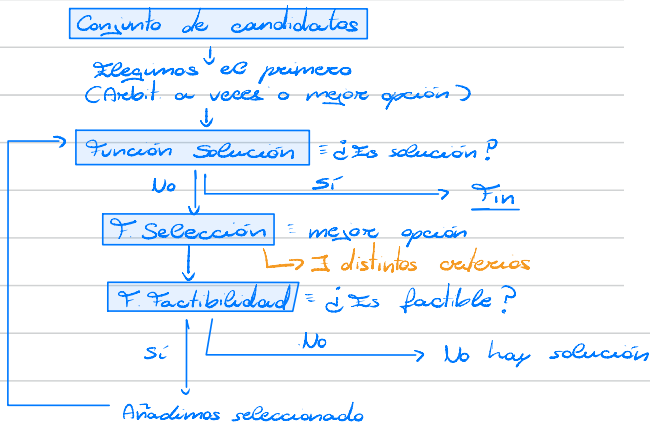 Conjunto de candidatos
Elegimos el primero
(Arbit a veces o mejor opción)
Función Solución ≡ ¿Es solución?
No
Sí
Fin
F. Selección ≡ mejor opción
∃ distintos criterios
F. Factibilidad ≡ ¿Es factible?
Sí
No
No hay solución
Añadimos seleccionado